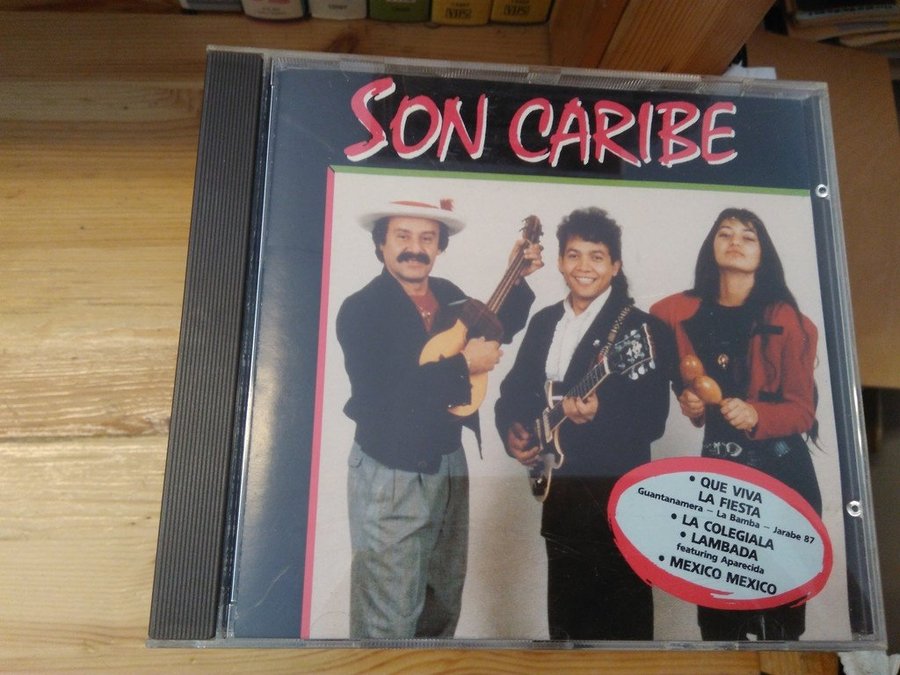 SON CARIBE
• QUE VIVA
LA FIESTA
Guantanamera – La Bamba – Jarabe 87
• LA COLEGIALA
• LAMBADA
featuring Aparecida
• MEXICO MEXICO